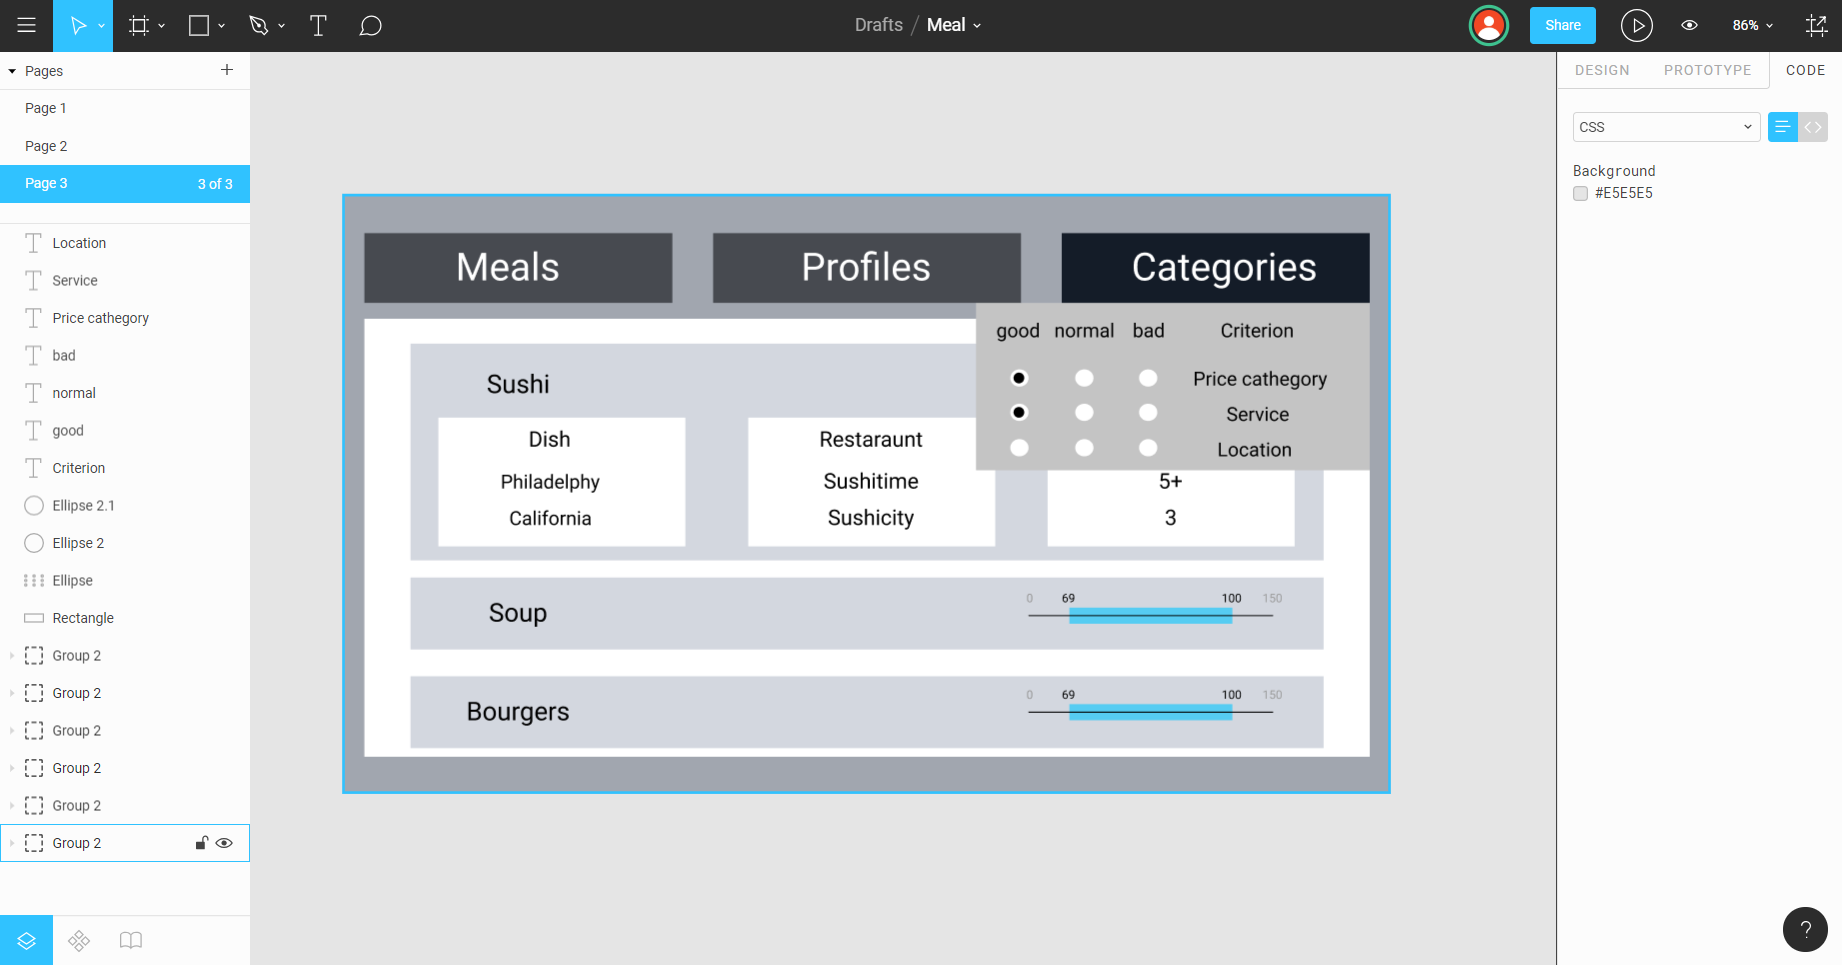 Drafts / Meal
Share
86%
Pages
Page 1
Page 2
Page 3 3 of 3
Location
Service
Price cathegory
bad
normal
good
Criterion
Ellipse 2.1
Ellipse 2
Ellipse
Rectangle
Group 2
Group 2
Group 2
Group 2
Group 2
Group 2
Meals Profiles Categories
good normal bad Criterion
Price cathegory
Service
Location
Sushi
Dish Restaraunt
Philadelphy Sushitime 5+
California Sushicity 3
Soup
0 69 100 150
Bourgers
0 69 100 150
DESIGN PROTOTYPE CODE
CSS
Background
#E5E5E5
?